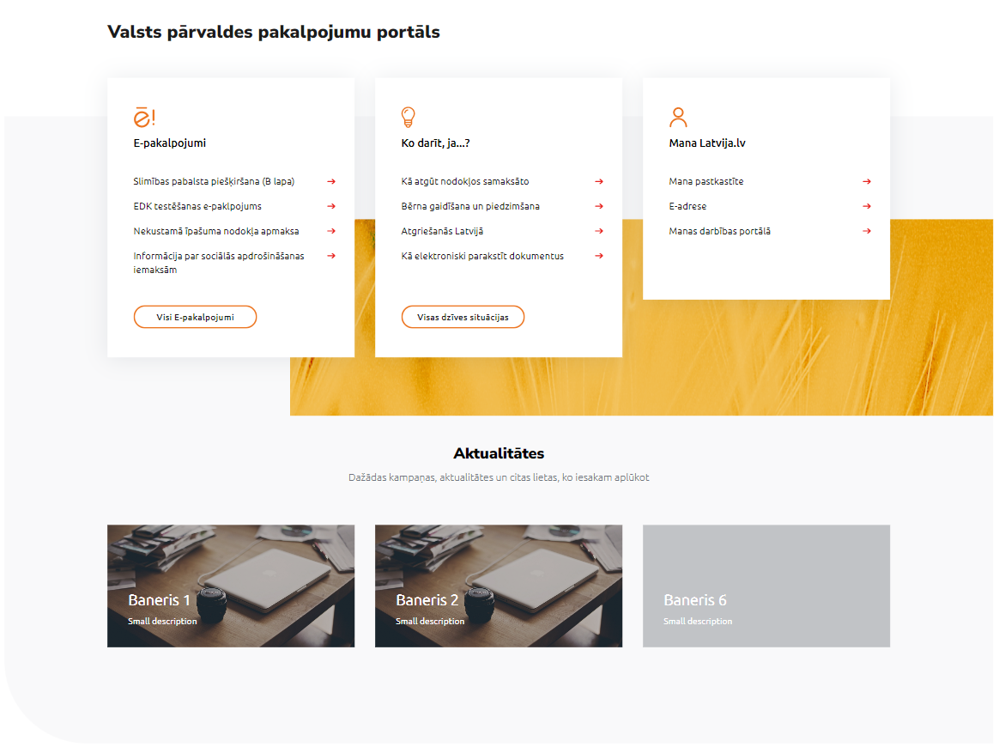 Valsts pārvaldes pakalpojumu portāls
ē!
E-pakalpojumi
Slimības pabalsta piešķiršana (B lapa)
EDK testēšanas e-paklpojums
Nekustamā īpašuma nodokļa apmaksa
Informācija par sociālās apdrošināšanas
iemaksām
Visi E-pakalpojumi
Ko darīt, ja...?
Kā atgūt nodokļos samaksāto
Bērna gaidīšana un piedzimšana
Atgriešanās Latvijā
Kā elektroniski parakstīt dokumentus
Visas dzīves situācijas
Mana Latvija.lv
Mana pastkastīte
E-adrese
Manas darbības portālā
Aktualitātes
Dažādas kampaņas, aktualitātes un citas lietas, ko iesakam aplūkot
Baneris 1
Small description
Baneris 2
Small description
Baneris 6
Small description